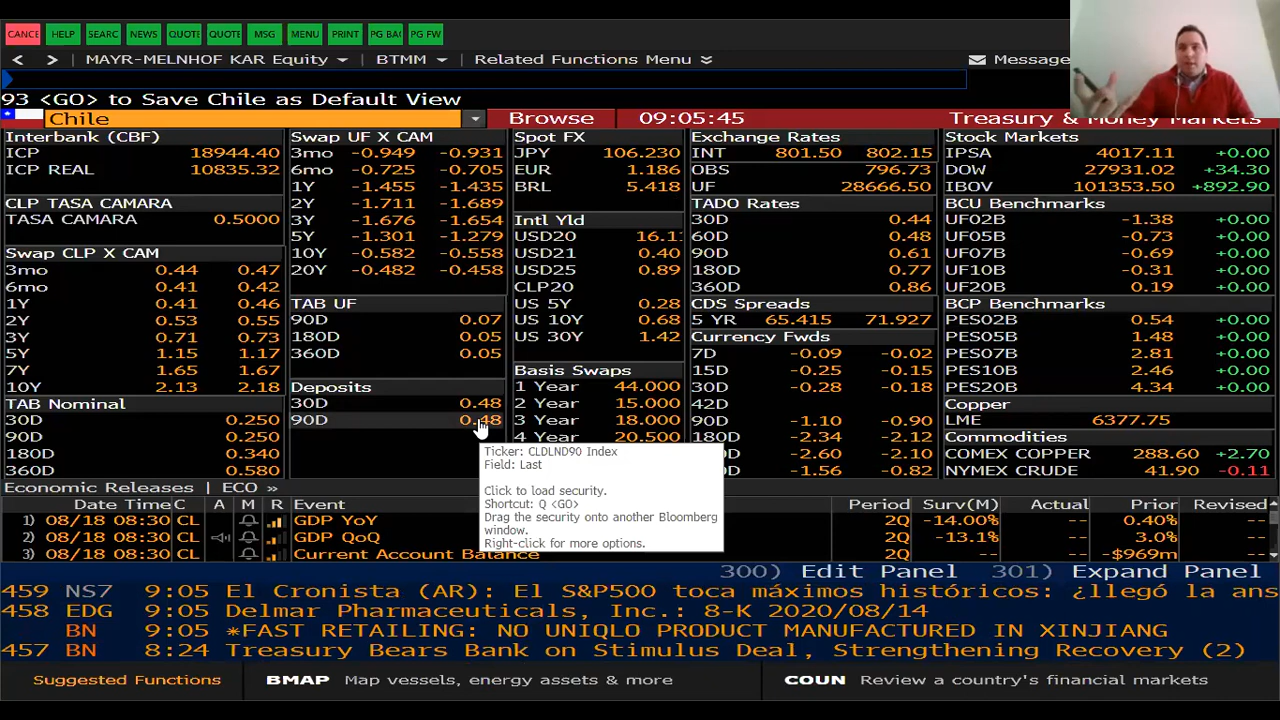 CANCE HELP SEARC NEWS QUOTE QUOTE MSG MENU PRINT PG BAC PG FW
< > MAYR-MELNHOF KAR Equity BTMM Related Functions Menu Message
93 <GO> to Save Chile as Default View
Chile Browse 09:05:45 Treasury & Money Markets
Interbank (CBF)
ICP 18944.40
ICP REAL 10835.32
CLP TASA CAMARA
TASA CAMARA 0.5000
Swap CLP X CAM
3mo 0.44 0.47
6mo 0.41 0.42
1Y 0.41 0.46
2Y 0.53 0.55
3Y 0.71 0.73
5Y 1.15 1.17
7Y 1.65 1.67
10Y 2.13 2.18
TAB Nominal
30D 0.250
90D 0.250
180D 0.340
360D 0.580
Swap UF X CAM
3mo -0.949 -0.931
6mo -0.725 -0.705
1Y -1.455 -1.435
2Y -1.711 -1.689
3Y -1.676 -1.654
5Y -1.301 -1.279
10Y -0.582 -0.558
20Y -0.482 -0.458
TAB UF
90D 0.07
180D 0.05
360D 0.05
Deposits
30D 0.48
90D 0.48
Spot FX
JPY 106.230
EUR 1.186
BRL 5.418
Intl Yld
USD20 16.1
USD21 0.40
USD25 0.89
CLP20
US 5Y 0.28
US 10Y 0.68
US 30Y 1.42
Basis Swaps
1 Year 44.000
2 Year 15.000
3 Year 18.000
4 Year 20.500
Ticker: CLDLND90 Index
Field: Last
Click to load security.
Shortcut: Q <GO>
Drag the security onto another Bloomberg
window.
Right-click for more options.
Exchange Rates
INT 801.50 802.15
OBS 796.73
UF 28666.50
TADO Rates
30D 0.44
60D 0.48
90D 0.61
180D 0.77
360D 0.86
CDS Spreads
5 YR 65.415 71.927
Currency Fwds
7D -0.09 -0.02
15D -0.25 -0.15
30D -0.28 -0.18
42D
90D -1.10 -0.90
180D -2.34 -2.12
-2.60 -2.10
-1.56 -0.82
Stock Markets
IPSA 4017.11 +0.00
DOW 27931.02 +34.30
IBOV 101353.50 +892.90
BCU Benchmarks
UF02B -1.38 +0.00
UF05B -0.73 +0.00
UF07B -0.69 +0.00
UF10B -0.31 +0.00
UF20B 0.19 +0.00
BCP Benchmarks
PES02B 0.54 +0.00
PES05B 1.48 +0.00
PES07B 2.81 +0.00
PES10B 2.46 +0.00
PES20B 4.34 +0.00
Copper
LME 6377.75
COMEX COPPER 288.60 +2.70
NYMEX CRUDE 41.90 -0.11
Economic Releases ECO »
Date Time C A M R Event Period Surv(M) Actual Prior Revised
1) 08/18 08:30 CL GDP YoY 2Q -14.00% -- 0.40% --
2) 08/18 08:30 CL GDP QoQ 2Q -13.1% -- 3.0% --
3) 08/18 08:30 CL Current Account Balance 2Q -- -- -$969m --
300) Edit Panel 301) Expand Panel
459 NS7 9:05 El Cronista (AR): El S&P500 toca máximos históricos: ¿llegó la ans
458 EDG 9:05 Delmar Pharmaceuticals, Inc.: 8-K 2020/08/14
BN 9:05 *FAST RETAILING: NO UNIQLO PRODUCT MANUFACTURED IN XINJIANG
457 BN 8:24 Treasury Bears Bank on Stimulus Deal, Strengthening Recovery (2)
Suggested Functions BMAP Map vessels, energy assets & more COUN Review a country's financial markets